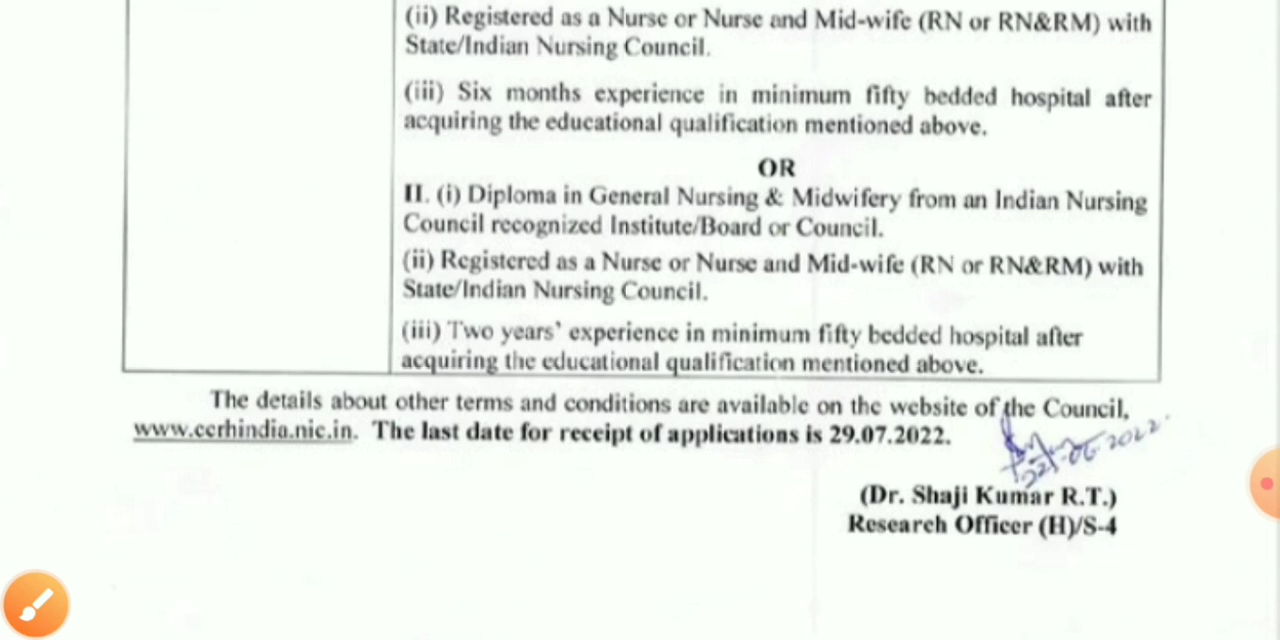 (ii) Registered as a Nurse or Nurse and Mid-wife (RN or RN&RM) with
State/Indian Nursing Council.
(iii) Six months experience in minimum fifty bedded hospital after
acquiring the educational qualification mentioned above.
OR
II. (i) Diploma in General Nursing & Midwifery from an Indian Nursing
Council recognized Institute/Board or Council.
(ii) Registered as a Nurse or Nurse and Mid-wife (RN or RN&RM) with
State/Indian Nursing Council.
(iii) Two years' experience in minimum fifty bedded hospital after
acquiring the educational qualification mentioned above.
The details about other terms and conditions are available on the website of the Council,
www.ccrhindia.nic.in. The last date for receipt of applications is 29.07.2022.
22-06-2022
(Dr. Shaji Kumar R.T.)
Research Officer (H)/S-4